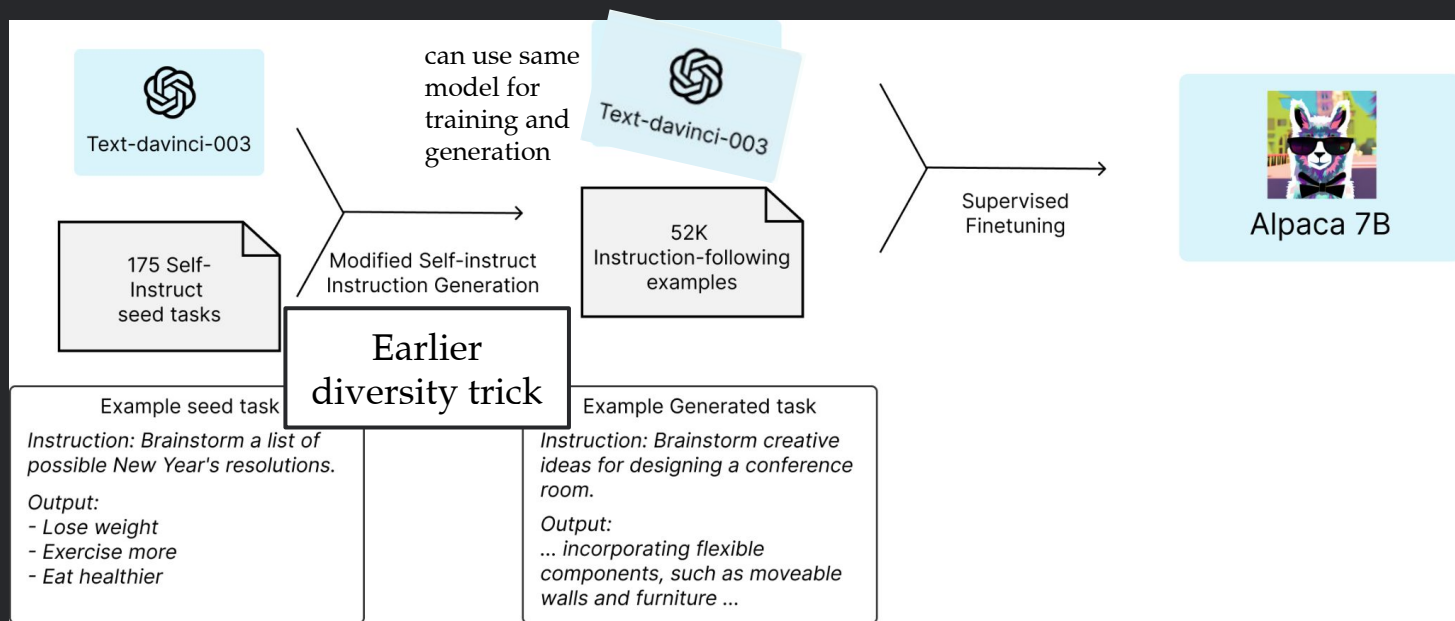 Text-davinci-003
175 Self-
Instruct
seed tasks
Modified Self-instruct
Instruction Generation
can use same
model for
training and
generation
Text-davinci-003
52K
Instruction-following
examples
Supervised
Finetuning
Alpaca 7B
Earlier
diversity trick
Example seed task
Instruction: Brainstorm a list of
possible New Year's resolutions.
Output:
- Lose weight
- Exercise more
- Eat healthier
Example Generated task
Instruction: Brainstorm creative
ideas for designing a conference
room.
Output:
... incorporating flexible
components, such as moveable
walls and furniture ...